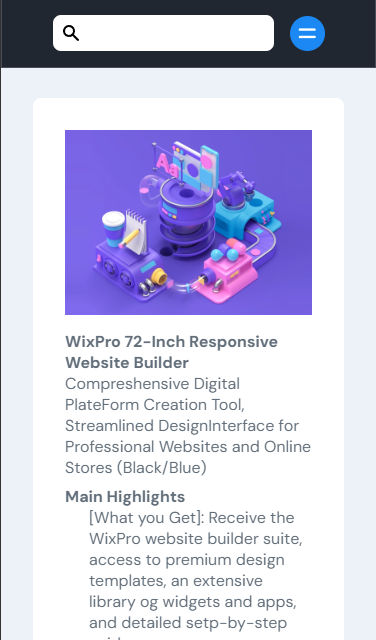 Aa
WixPro 72-Inch Responsive
Website Builder
Compreshensive Digital
PlateForm Creation Tool,
Streamlined DesignInterface for
Professional Websites and Online
Stores (Black/Blue)
Main Highlights
[What you Get]: Receive the
WixPro website builder suite,
access to premium design
templates, an extensive
library og widgets and apps,
and detailed setp-by-step